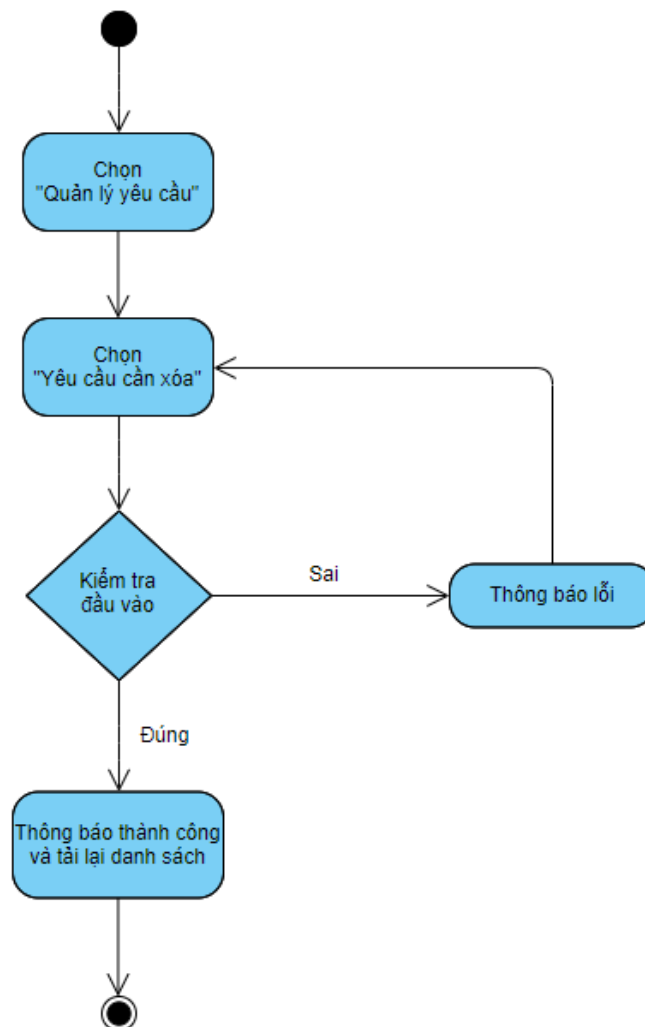 Chọn
"Quản lý yêu cầu"
Chọn
"Yêu cầu cần xóa"
Kiểm tra
đầu vào
Sai
Thông báo lỗi
Đúng
Thông báo thành công
và tải lại danh sách